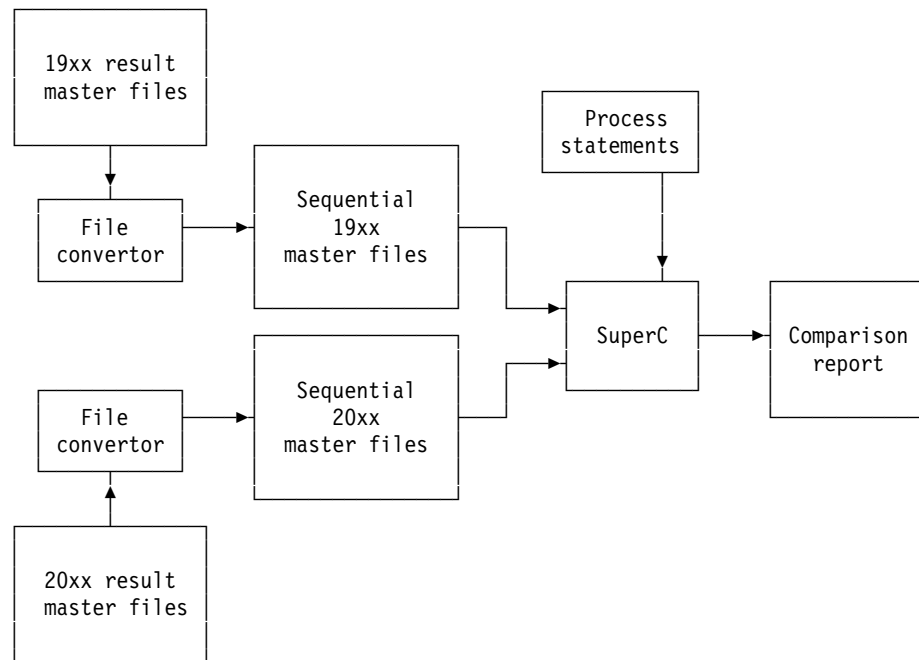 19xx result
master files
Process
statements
File
convertor
Sequential
19xx
master files
SuperC
Comparison
report
File
convertor
Sequential
20xx
master files
20xx result
master files